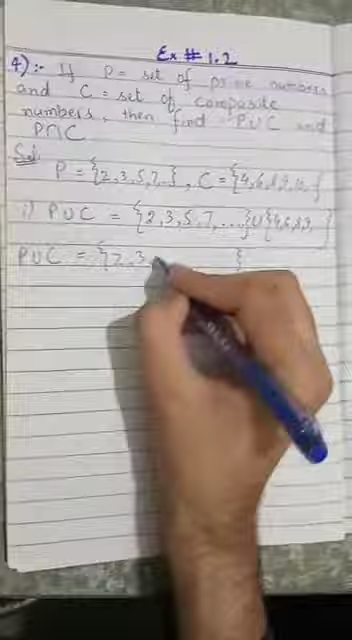 Ex # 1.2
4) :- If P = set of prime numbers
and C = set of composite
numbers, then find P∪C and
P∩C
Sol:
P = {2,3,5,7..}, C = {4,6,8,9,10,..}
i) P∪C = {2,3,5,7,....}∪{4,6,8,9,..}
P∪C = {2,3, }